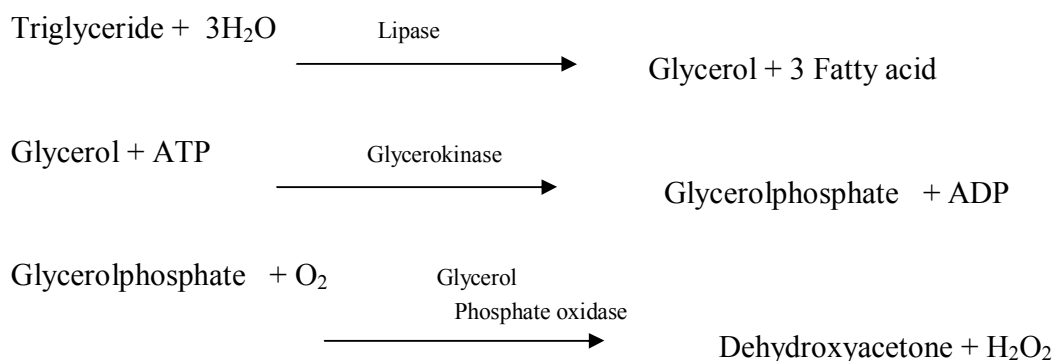 Triglyceride + 3H₂O
Lipase
Glycerol + 3 Fatty acid
Glycerol + ATP
Glycerokinase
Glycerolphosphate + ADP
Glycerolphosphate + O₂
Glycerol
Phosphate oxidase
Dehydroxyacetone + H₂O₂